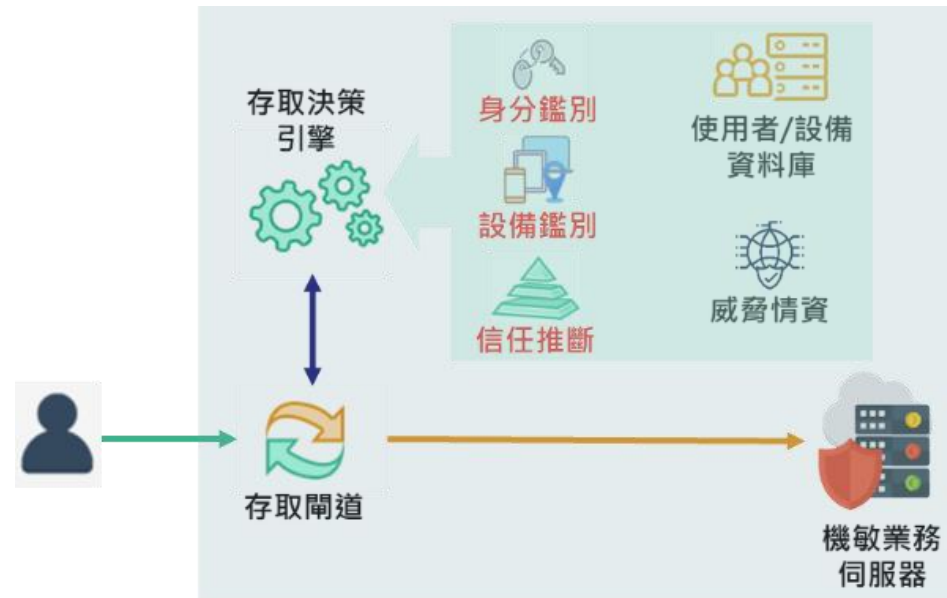 存取決策
引擎
身分鑑別
設備鑑別
信任推斷
使用者/設備
資料庫
威脅情資
存取閘道
機敏業務
伺服器